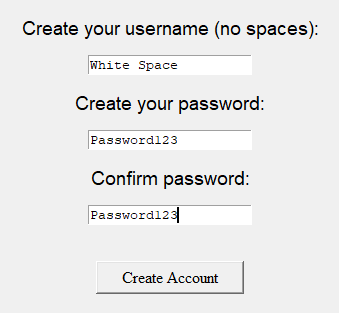 Create your username (no spaces):
White Space
Create your password:
Password123
Confirm password:
Password123
Create Account